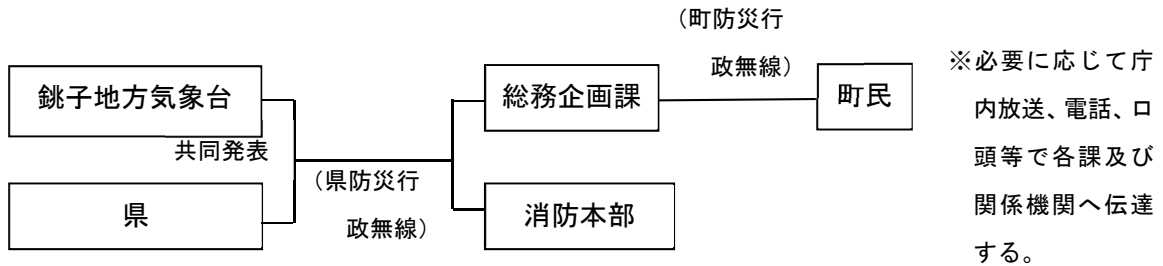 （町防災行
政無線）
銚子地方気象台
総務企画課
町民
共同発表
（県防災行
政無線）
県
消防本部
※必要に応じて庁
内放送、電話、口
頭等で各課及び
関係機関へ伝達
する。